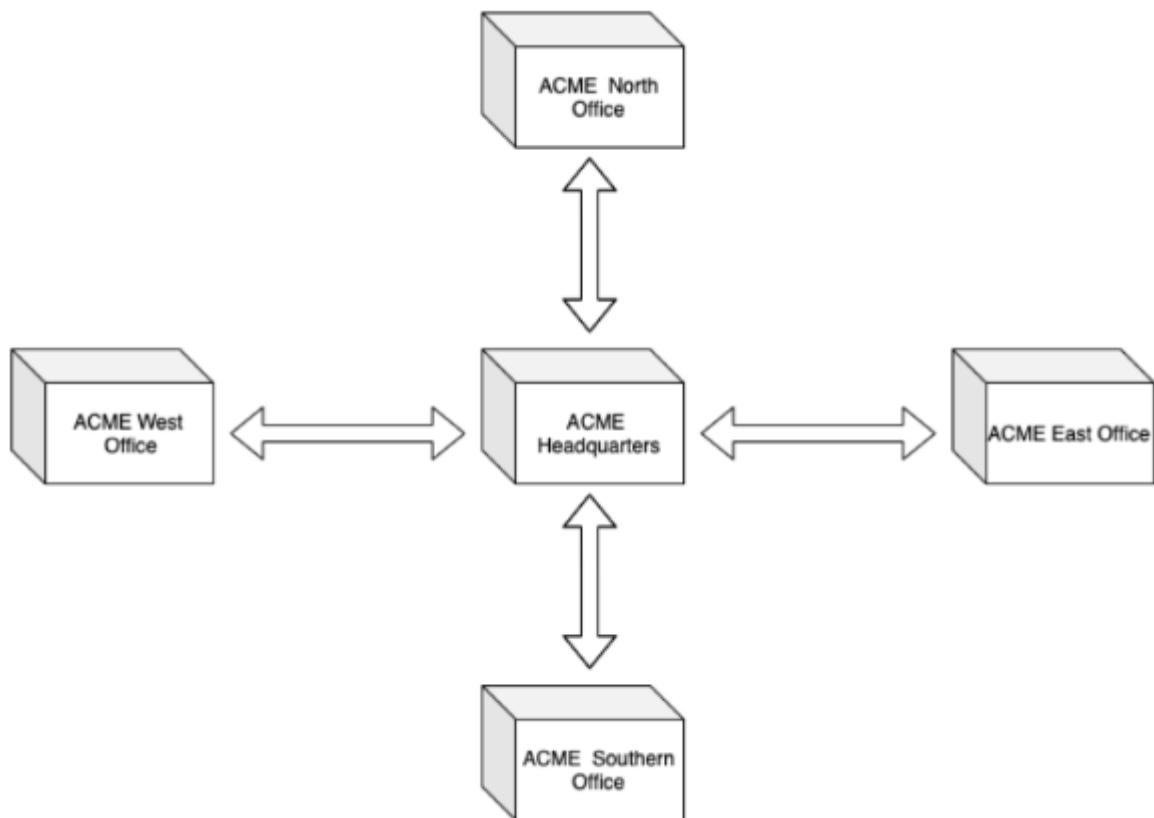 ACME North
Office
ACME West
Office
ACME
Headquarters
ACME East Office
ACME Southern
Office